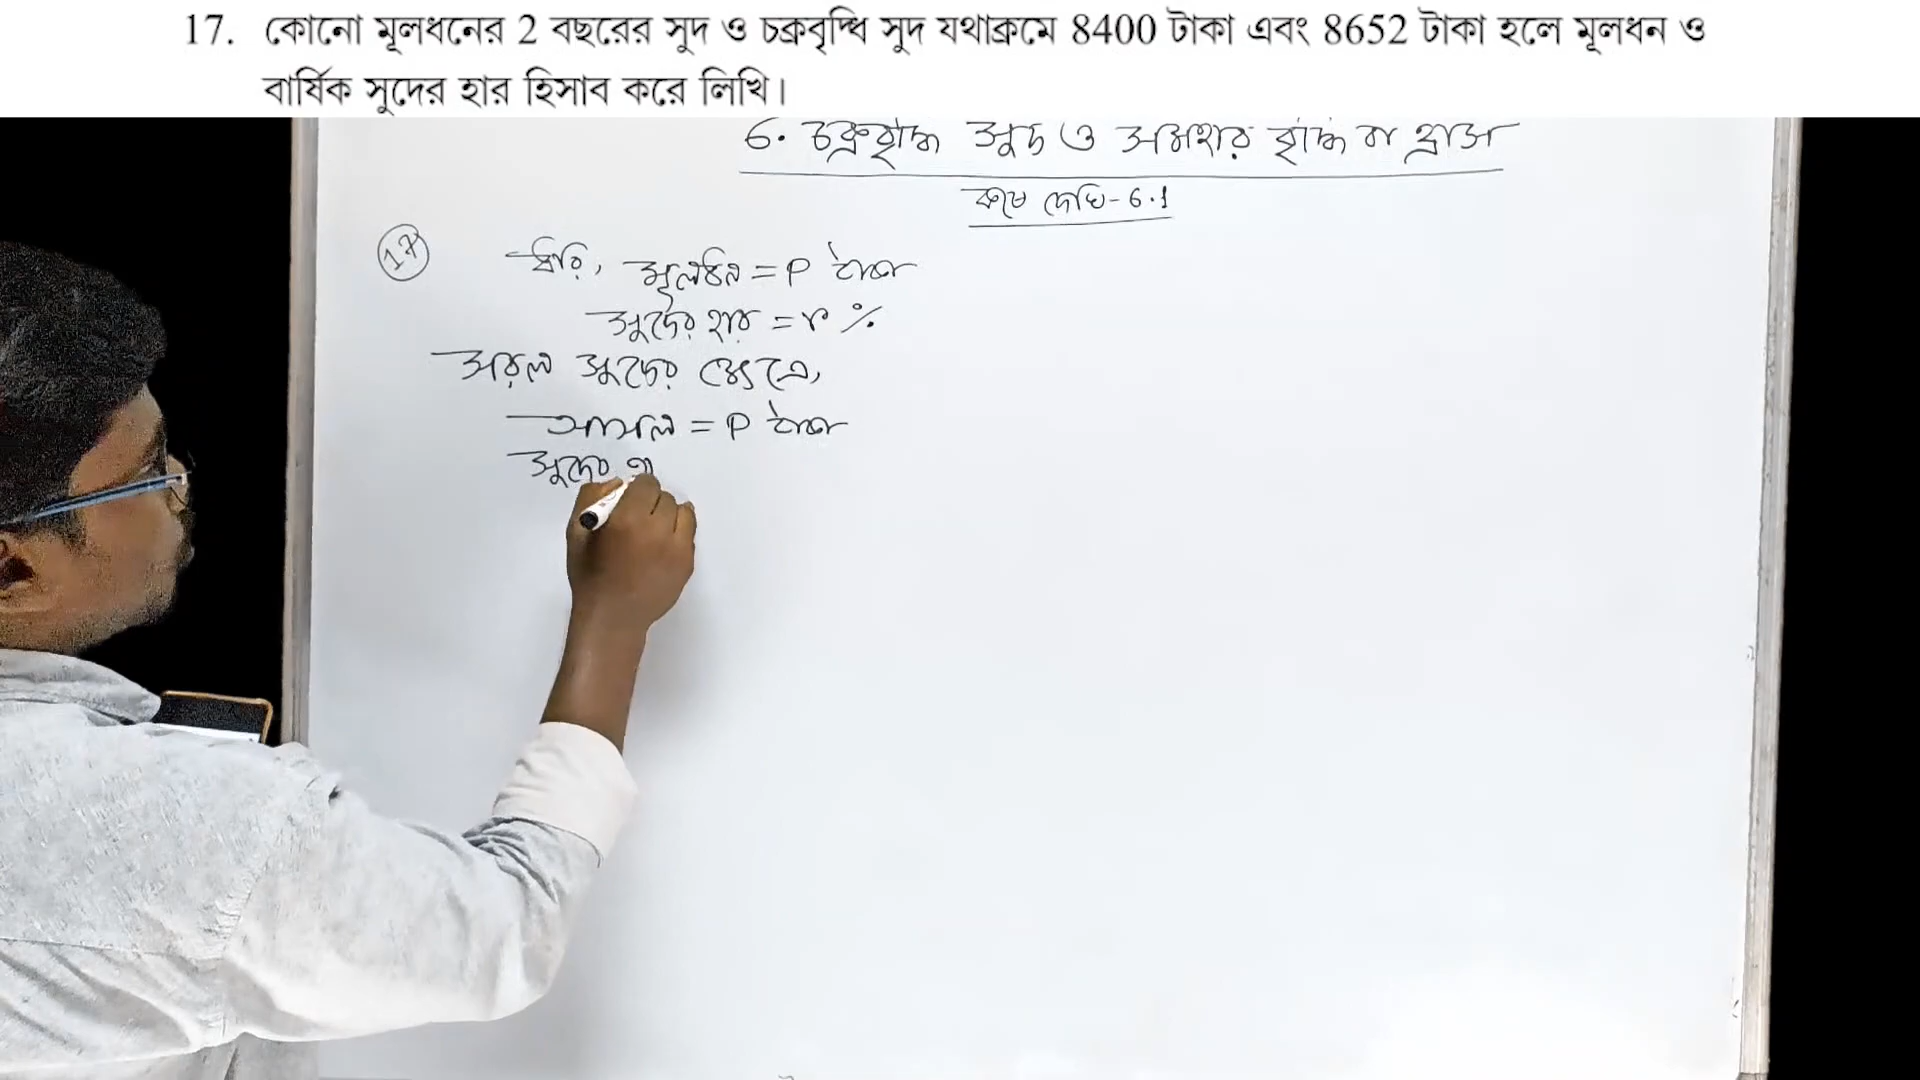 17. কোনো মূলধনের 2 বছরের সুদ ও চক্রবৃদ্ধি সুদ যথাক্রমে 8400 টাকা এবং 8652 টাকা হলে মূলধন ও
বার্ষিক সুদের হার হিসাব করে লিখি।
6. চক্রবৃদ্ধি সুদ ও সমহার বৃদ্ধি বা হ্রাস
কষে দেখি - 6.1
17 ধরি, মূলধন = P টাকা
সুদের হার = r %
সরল সুদের ক্ষেত্রে,
আসল = P টাকা
সুদের